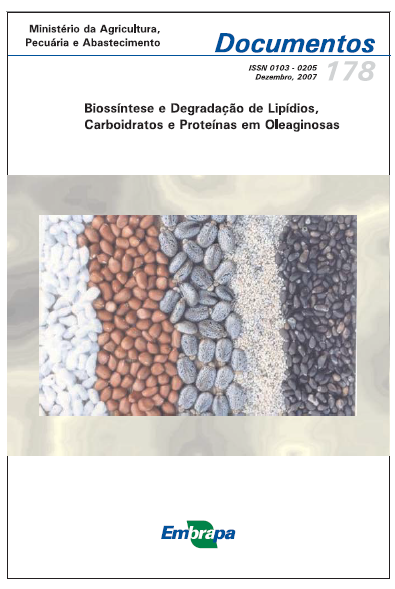 Ministério da Agricultura,
Pecuária e Abastecimento
Documentos
ISSN 0103 - 0205
Dezembro, 2007
178
Biossíntese e Degradação de Lipídios,
Carboidratos e Proteínas em Oleaginosas
Embrapa